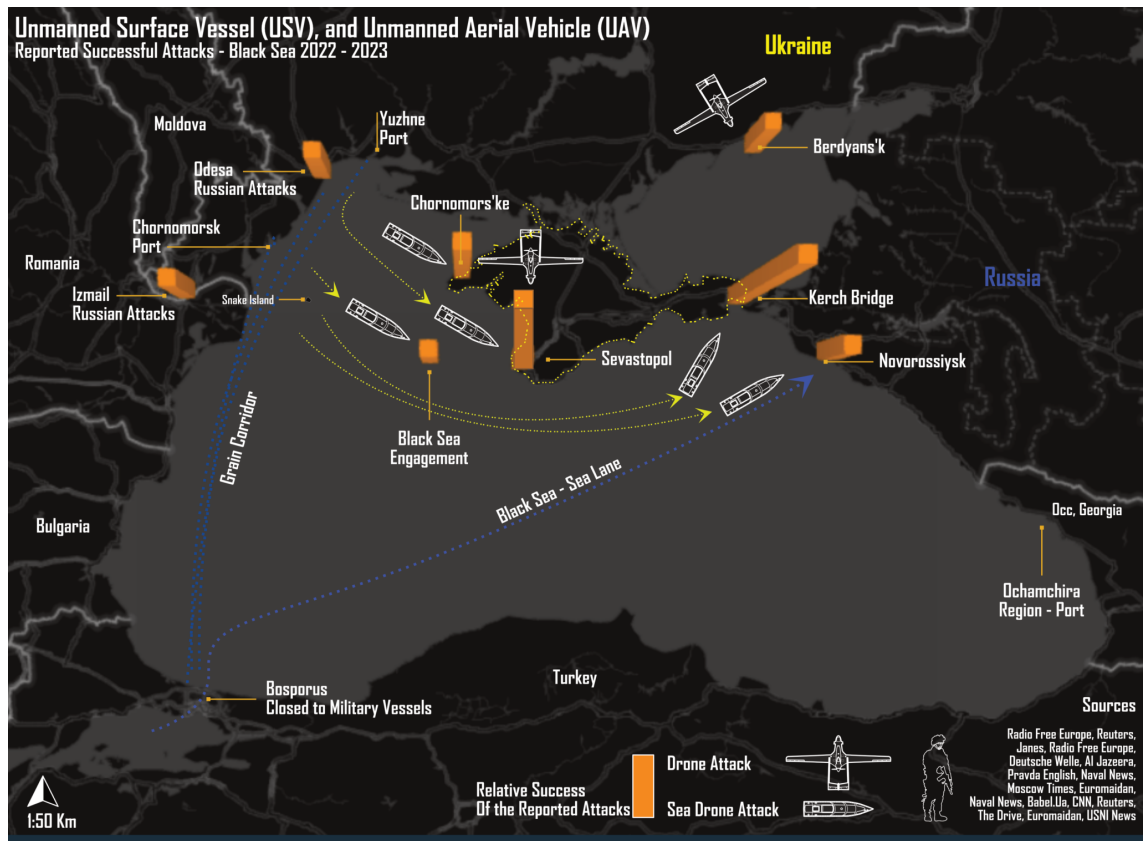 Unmanned Surface Vessel (USV), and Unmanned Aerial Vehicle (UAV)
Reported Successful Attacks - Black Sea 2022 - 2023
Ukraine
Moldova
Yuzhne
Port
Berdyans'k
Odesa
Russian Attacks
Chornomors'ke
Chornomorsk
Port
Romania
Russia
Izmail
Russian Attacks
Snake Island
Kerch Bridge
Sevastopol
Novorossiysk
Grain Corridor
Black Sea
Engagement
Black Sea - Sea Lane
Bulgaria
Occ, Georgia
Ochamchira
Region - Port
Turkey
Bosporus
Closed to Military Vessels
Sources
Radio Free Europe, Reuters,
Janes, Radio Free Europe,
Deutsche Welle, Al Jazeera,
Pravda English, Naval News,
Moscow Times, Euromaidan,
Naval News, Babel.Ua, CNN, Reuters,
The Drive, Euromaidan, USNI News
Relative Success
Of the Reported Attacks
Drone Attack
Sea Drone Attack
1:50 Km